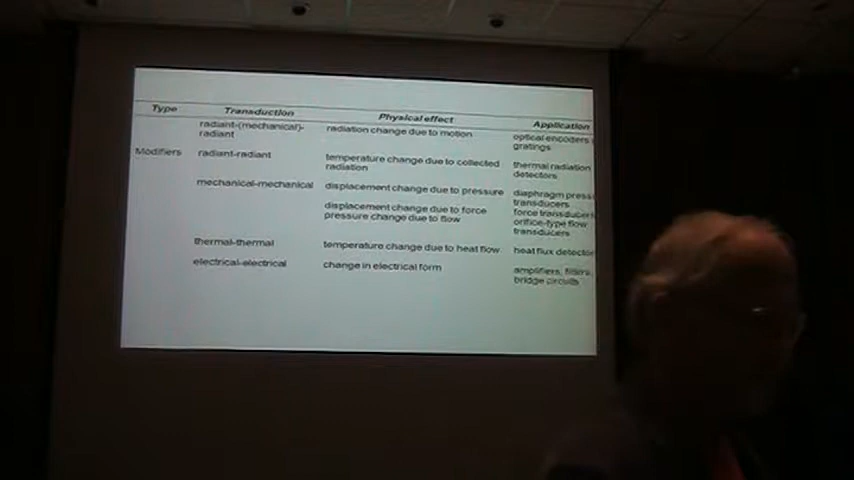 Type Transduction Physical effect Application
radiant-(mechanical)-
radiant
radiation change due to motion
optical encoders
gratings
Modifiers radiant-radiant
temperature change due to collected
radiation
thermal radiation
detectors
mechanical-mechanical displacement change due to pressure
diaphragm
transducers
displacement change due to force
pressure change due to flow
force
orifice-type flow
transducers
thermal-thermal temperature change due to heat flow heat flux
electrical-electrical change in electrical form
amplifiers, filters,
bridge circuits